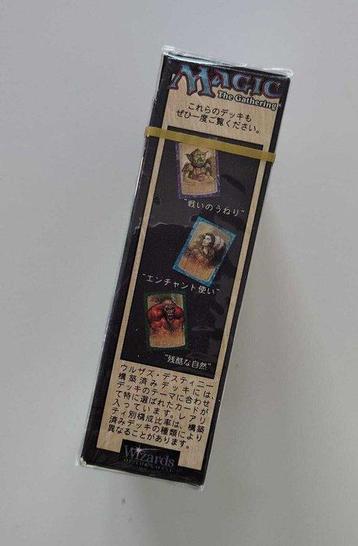 MAGIC
The Gathering
これらのデッキも
ぜひ一度ご覧ください。
"戦いのうねり"
"エンチャント使い"
"残酷な自然"
ウルザズ・デスティニー
構築済みデッキには、
デッキのテーマに合わせ
て特に選ばれたカードが
入っています。レアリ
ティ別構成比率は、構築
済みデッキの種類により
異なることがあります。
Wizards
OF THE COAST